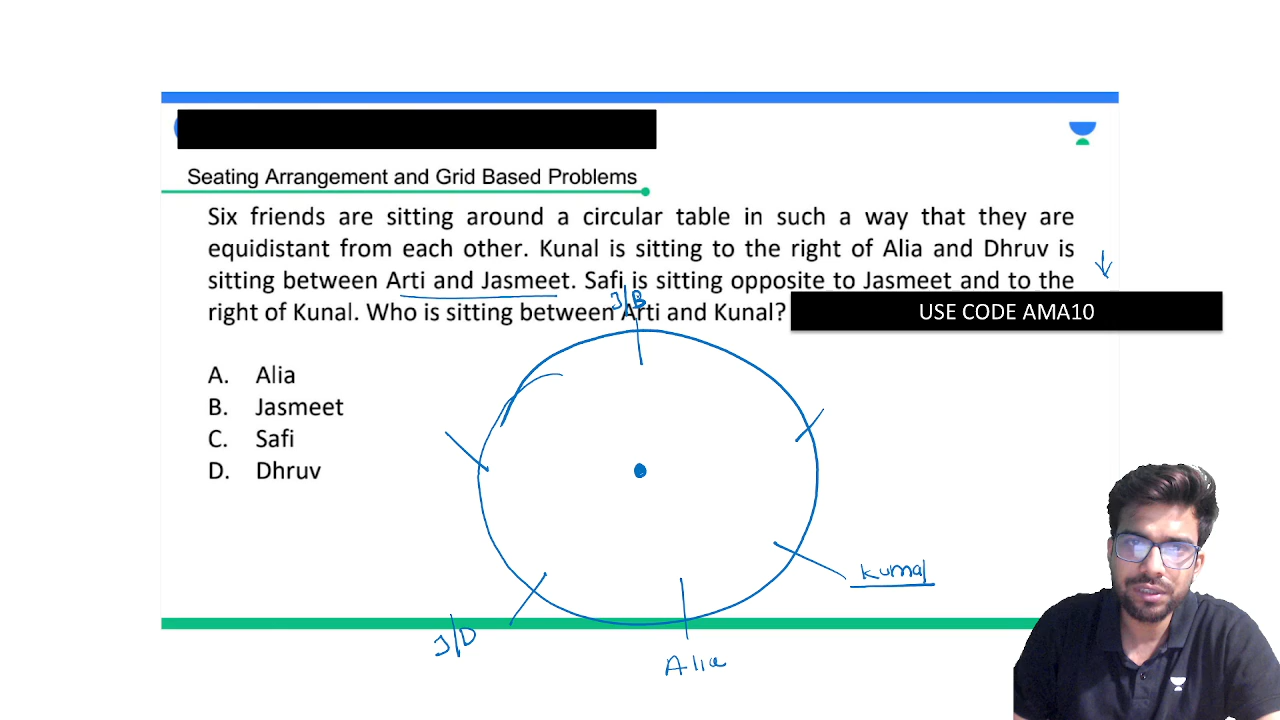 Seating Arrangement and Grid Based Problems
Six friends are sitting around a circular table in such a way that they are
equidistant from each other. Kunal is sitting to the right of Alia and Dhruv is
sitting between Arti and Jasmeet. Safi is sitting opposite to Jasmeet and to the
right of Kunal. Who is sitting between Arti and Kunal?
USE CODE AMA10
A. Alia
B. Jasmeet
C. Safi
D. Dhruv
J/B
Kumal
J/D
Alia